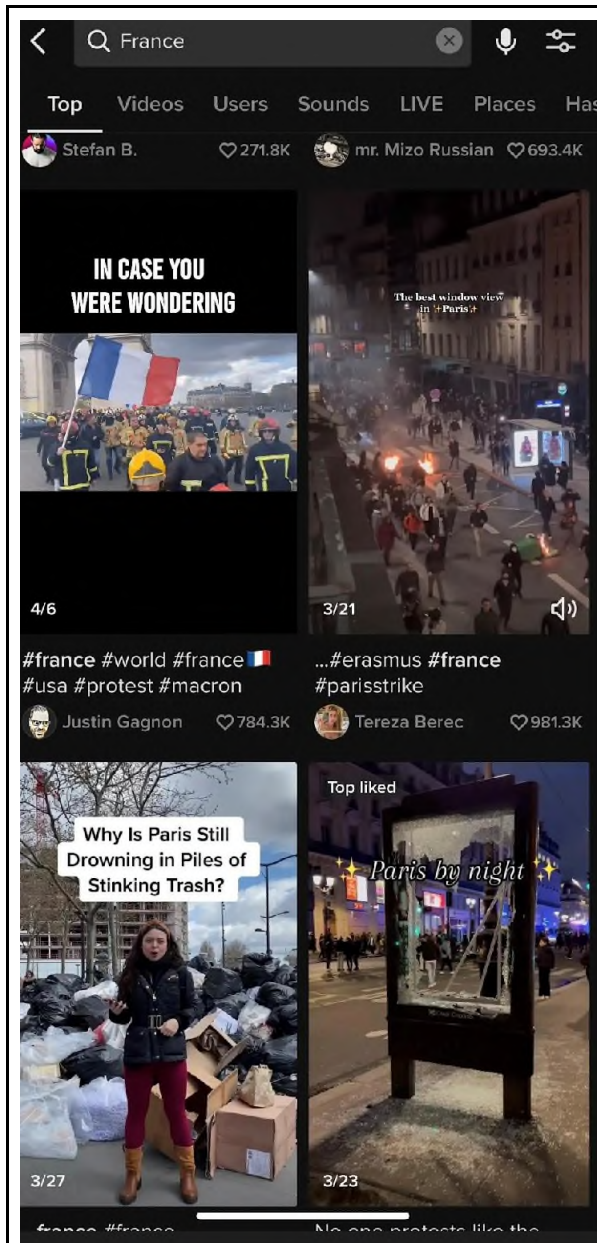 France
Top Videos Users Sounds LIVE Places Has
Stefan B. 271.8K
mr. Mizo Russian 693.4K
IN CASE YOU
WERE WONDERING
4/6
The best window view
in ✨Paris✨
3/21
#france #world #france🇫🇷
#usa #protest #macron
Justin Gagnon 784.3K
...#erasmus #france
#parisstrike
Tereza Berec 981.3K
Why Is Paris Still
Drowning in Piles of
Stinking Trash?
3/27
Top liked
✨ Paris by night ✨
3/23
france #france
No one protests like the